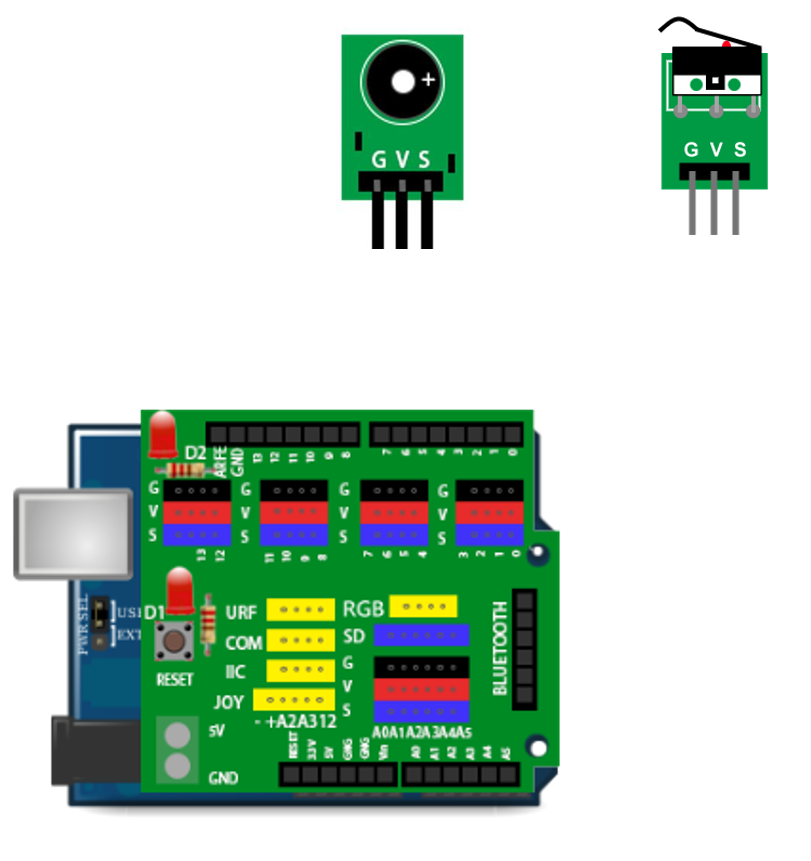 +
G V S
G V S
D2
ARFE
GND
13
12
11
10
9
8
7
6
5
4
3
2
1
0
G
V
S
G
V
S
G
V
S
G
V
S
13
12
11
10
9
8
7
6
5
4
3
2
1
0
PWR SEL
USB
EXT
D1
RESET
URF
COM
IIC
JOY
- +A2A312
RGB
SD
G
V
S
A0A1A2A3A4A5
BLUETOOTH
5V
GND
RESET
3.3V
5V
GNG
GNG
Vin
A0
A1
A2
A3
A4
A5